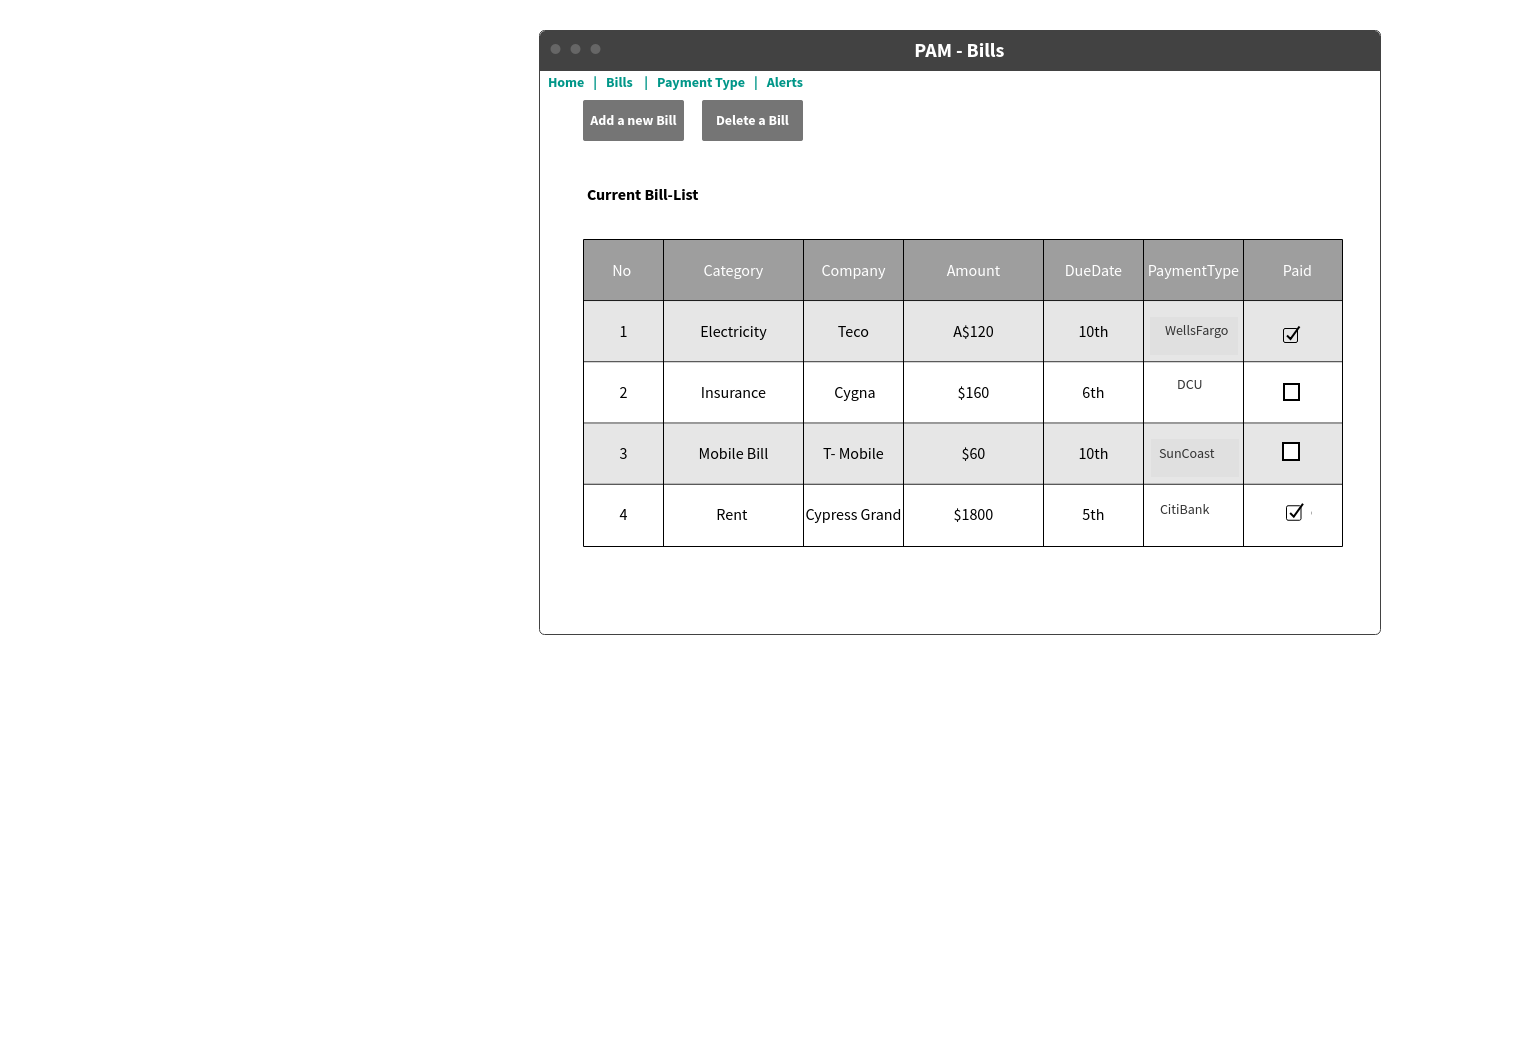 PAM - Bills
Home | Bills | Payment Type | Alerts
Add a new Bill Delete a Bill
Current Bill-List
No Category Company Amount DueDate PaymentType Paid
1 Electricity Teco A$120 10th WellsFargo
2 Insurance Cygna $160 6th DCU
3 Mobile Bill T- Mobile $60 10th SunCoast
4 Rent Cypress Grand $1800 5th CitiBank